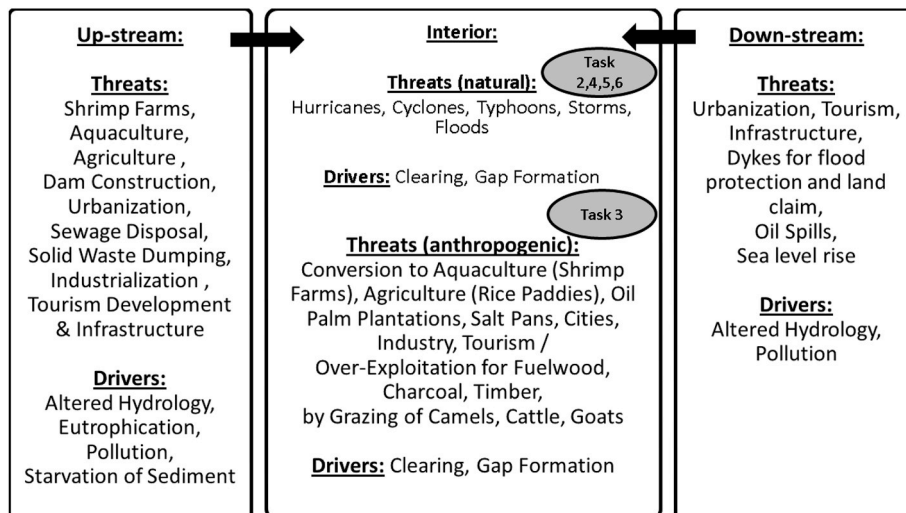 Up-stream:
Threats:
Shrimp Farms,
Aquaculture,
Agriculture ,
Dam Construction,
Urbanization,
Sewage Disposal,
Solid Waste Dumping,
Industrialization ,
Tourism Development
& Infrastructure
Drivers:
Altered Hydrology,
Eutrophication,
Pollution,
Starvation of Sediment
Interior:
Task
2,4,5,6
Threats (natural):
Hurricanes, Cyclones, Typhoons, Storms,
Floods
Drivers: Clearing, Gap Formation
Task 3
Threats (anthropogenic):
Conversion to Aquaculture (Shrimp
Farms), Agriculture (Rice Paddies), Oil
Palm Plantations, Salt Pans, Cities,
Industry, Tourism /
Over-Exploitation for Fuelwood,
Charcoal, Timber,
by Grazing of Camels, Cattle, Goats
Drivers: Clearing, Gap Formation
Down-stream:
Threats:
Urbanization, Tourism,
Infrastructure,
Dykes for flood
protection and land
claim,
Oil Spills,
Sea level rise
Drivers:
Altered Hydrology,
Pollution